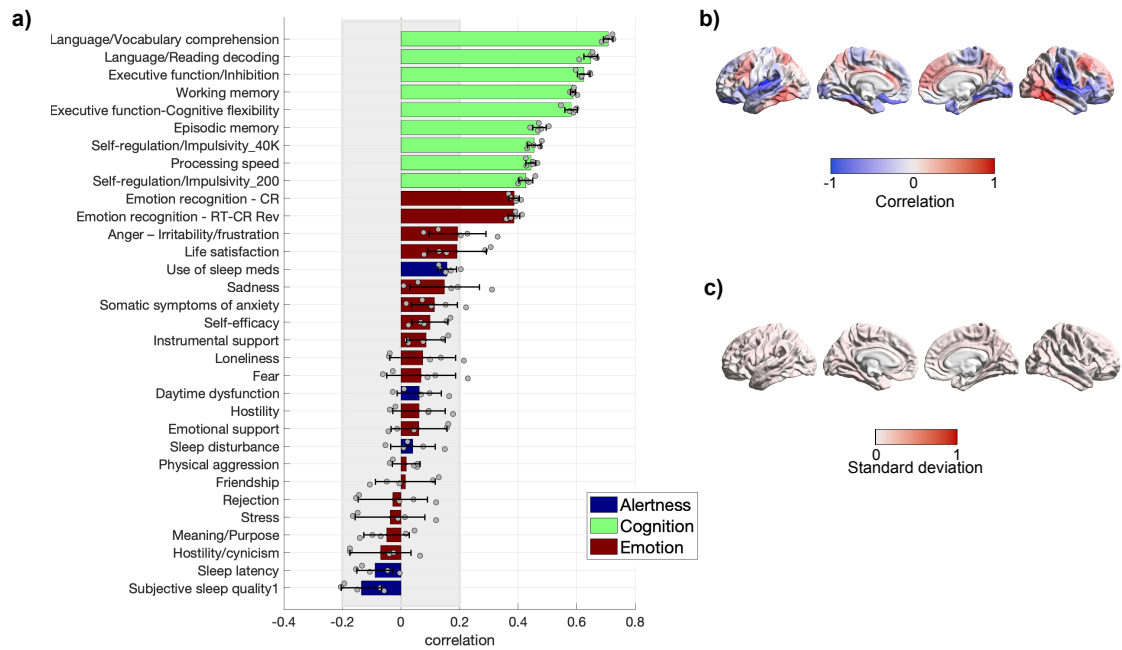 a)
Language/Vocabulary comprehension
Language/Reading decoding
Executive function/Inhibition
Working memory
Executive function-Cognitive flexibility
Episodic memory
Self-regulation/Impulsivity_40K
Processing speed
Self-regulation/Impulsivity_200
Emotion recognition - CR
Emotion recognition - RT-CR Rev
Anger – Irritability/frustration
Life satisfaction
Use of sleep meds
Sadness
Somatic symptoms of anxiety
Self-efficacy
Instrumental support
Loneliness
Fear
Daytime dysfunction
Hostility
Emotional support
Sleep disturbance
Physical aggression
Friendship
Rejection
Stress
Meaning/Purpose
Hostility/cynicism
Sleep latency
Subjective sleep quality1
-0.4 -0.2 0 0.2 0.4 0.6 0.8
correlation
Alertness
Cognition
Emotion
b)
-1 0 1
Correlation
c)
0 1
Standard deviation